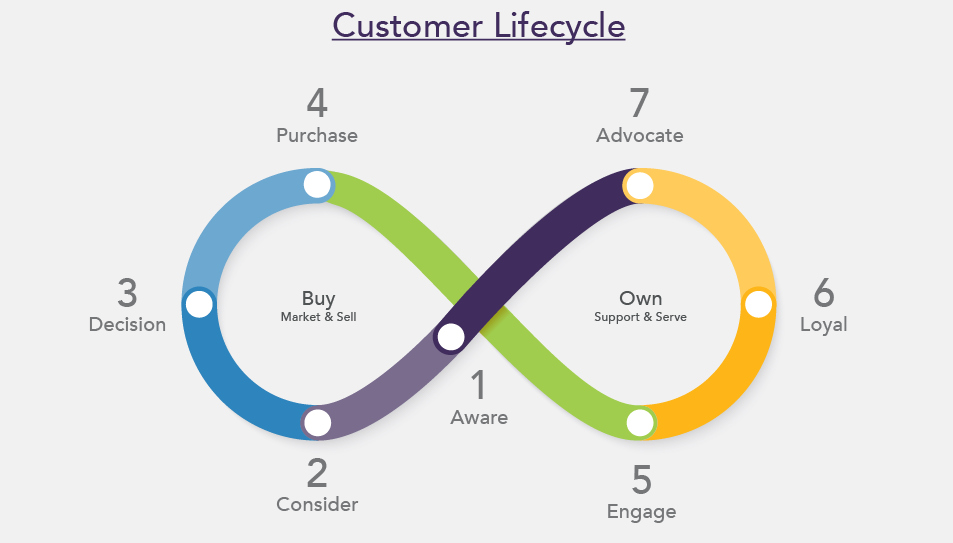 Customer Lifecycle
4
Purchase
7
Advocate
3
Decision
Buy
Market & Sell
Own
Support & Serve
6
Loyal
1
Aware
2
Consider
5
Engage